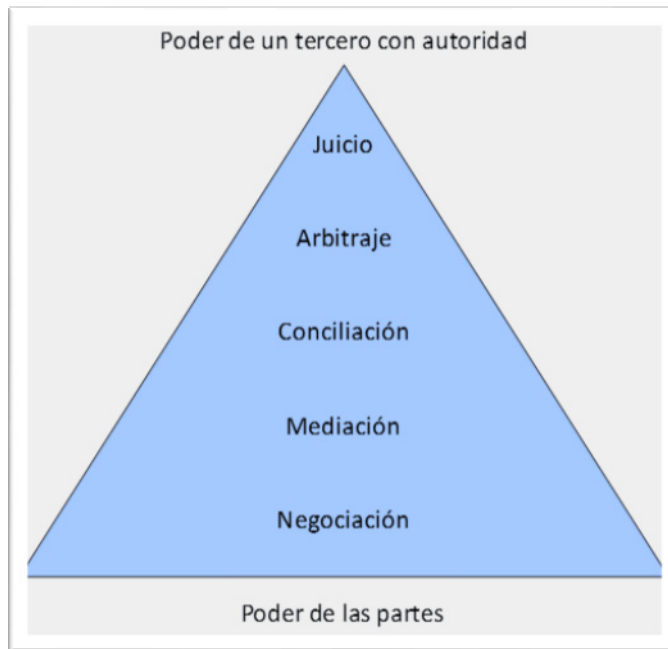 Poder de un tercero con autoridad
Juicio
Arbitraje
Conciliación
Mediación
Negociación
Poder de las partes